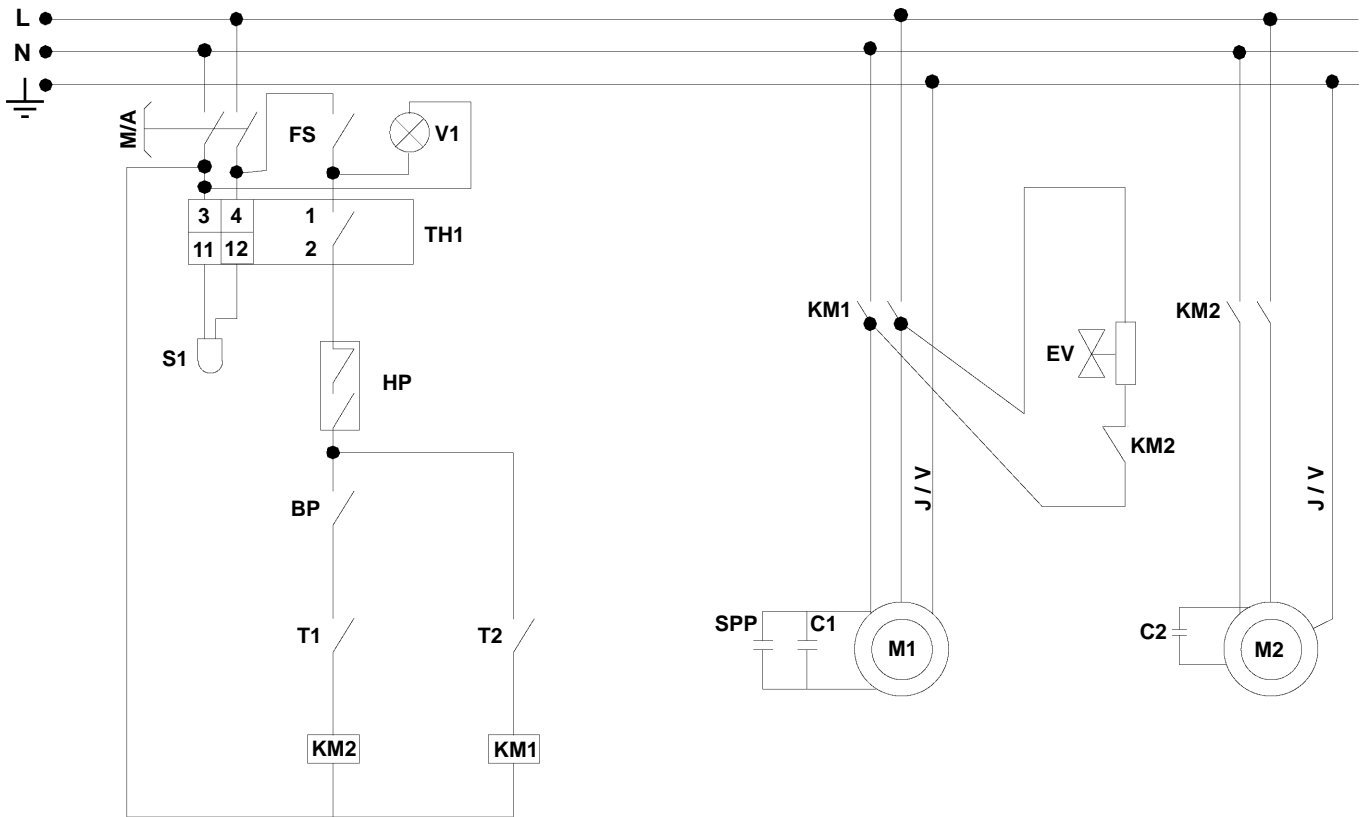 L
N
M/A
FS
V1
3 4 1
11 12 2
TH1
S1
HP
BP
T1
T2
KM2
KM1
KM1
KM2
EV
KM2
J / V
J / V
SPP
C1
M1
C2
M2